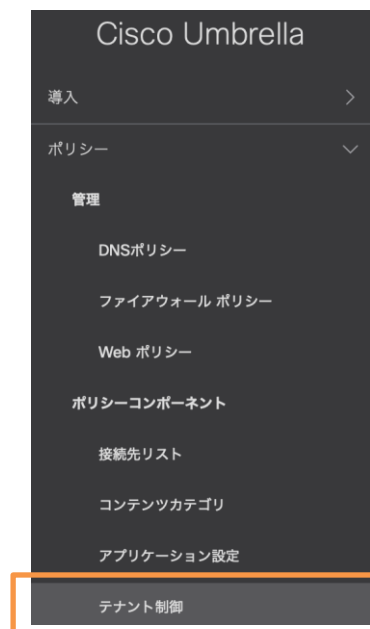 Cisco Umbrella
導入
ポリシー
管理
DNSポリシー
ファイアウォール ポリシー
Web ポリシー
ポリシーコンポーネント
接続先リスト
コンテンツカテゴリ
アプリケーション設定
テナント制御